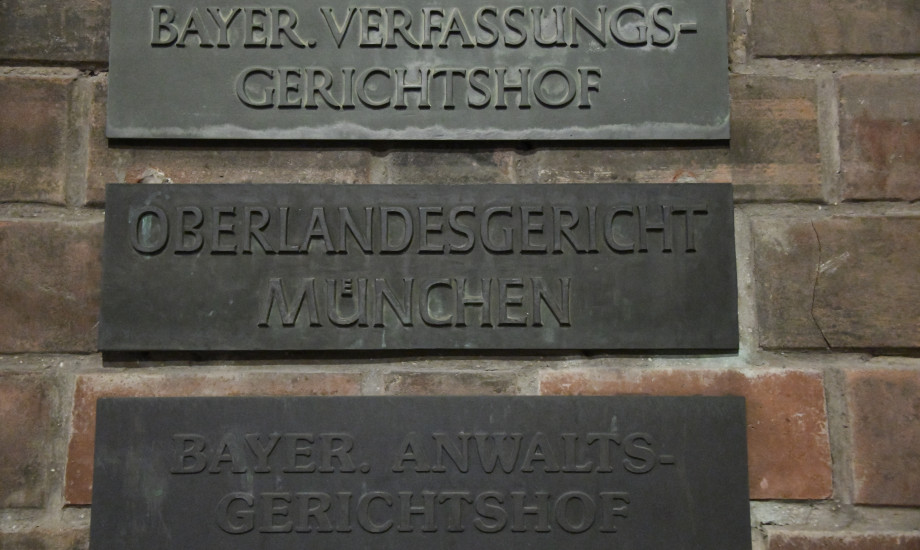 BAYER. VERFASSUNGS-
GERICHTSHOF
OBERLANDESGERICHT
MÜNCHEN
BAYER. ANWALTS-
GERICHTSHOF